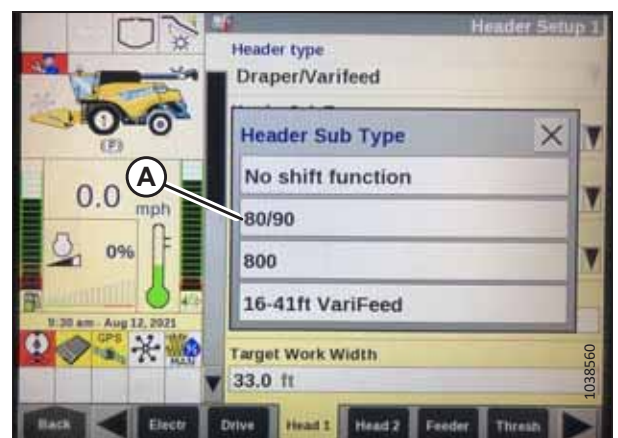 Header Setup 1
Header type
Draper/Varifeed
Header Sub Type
No shift function
A
80/90
800
16-41ft VariFeed
(P)
0.0 mph
0%
F
9:30 am - Aug 12, 2021
GPS
Target Work Width
33.0 ft
1038560
Back
Electr
Drive
Head 1
Head 2
Feeder
Thresh